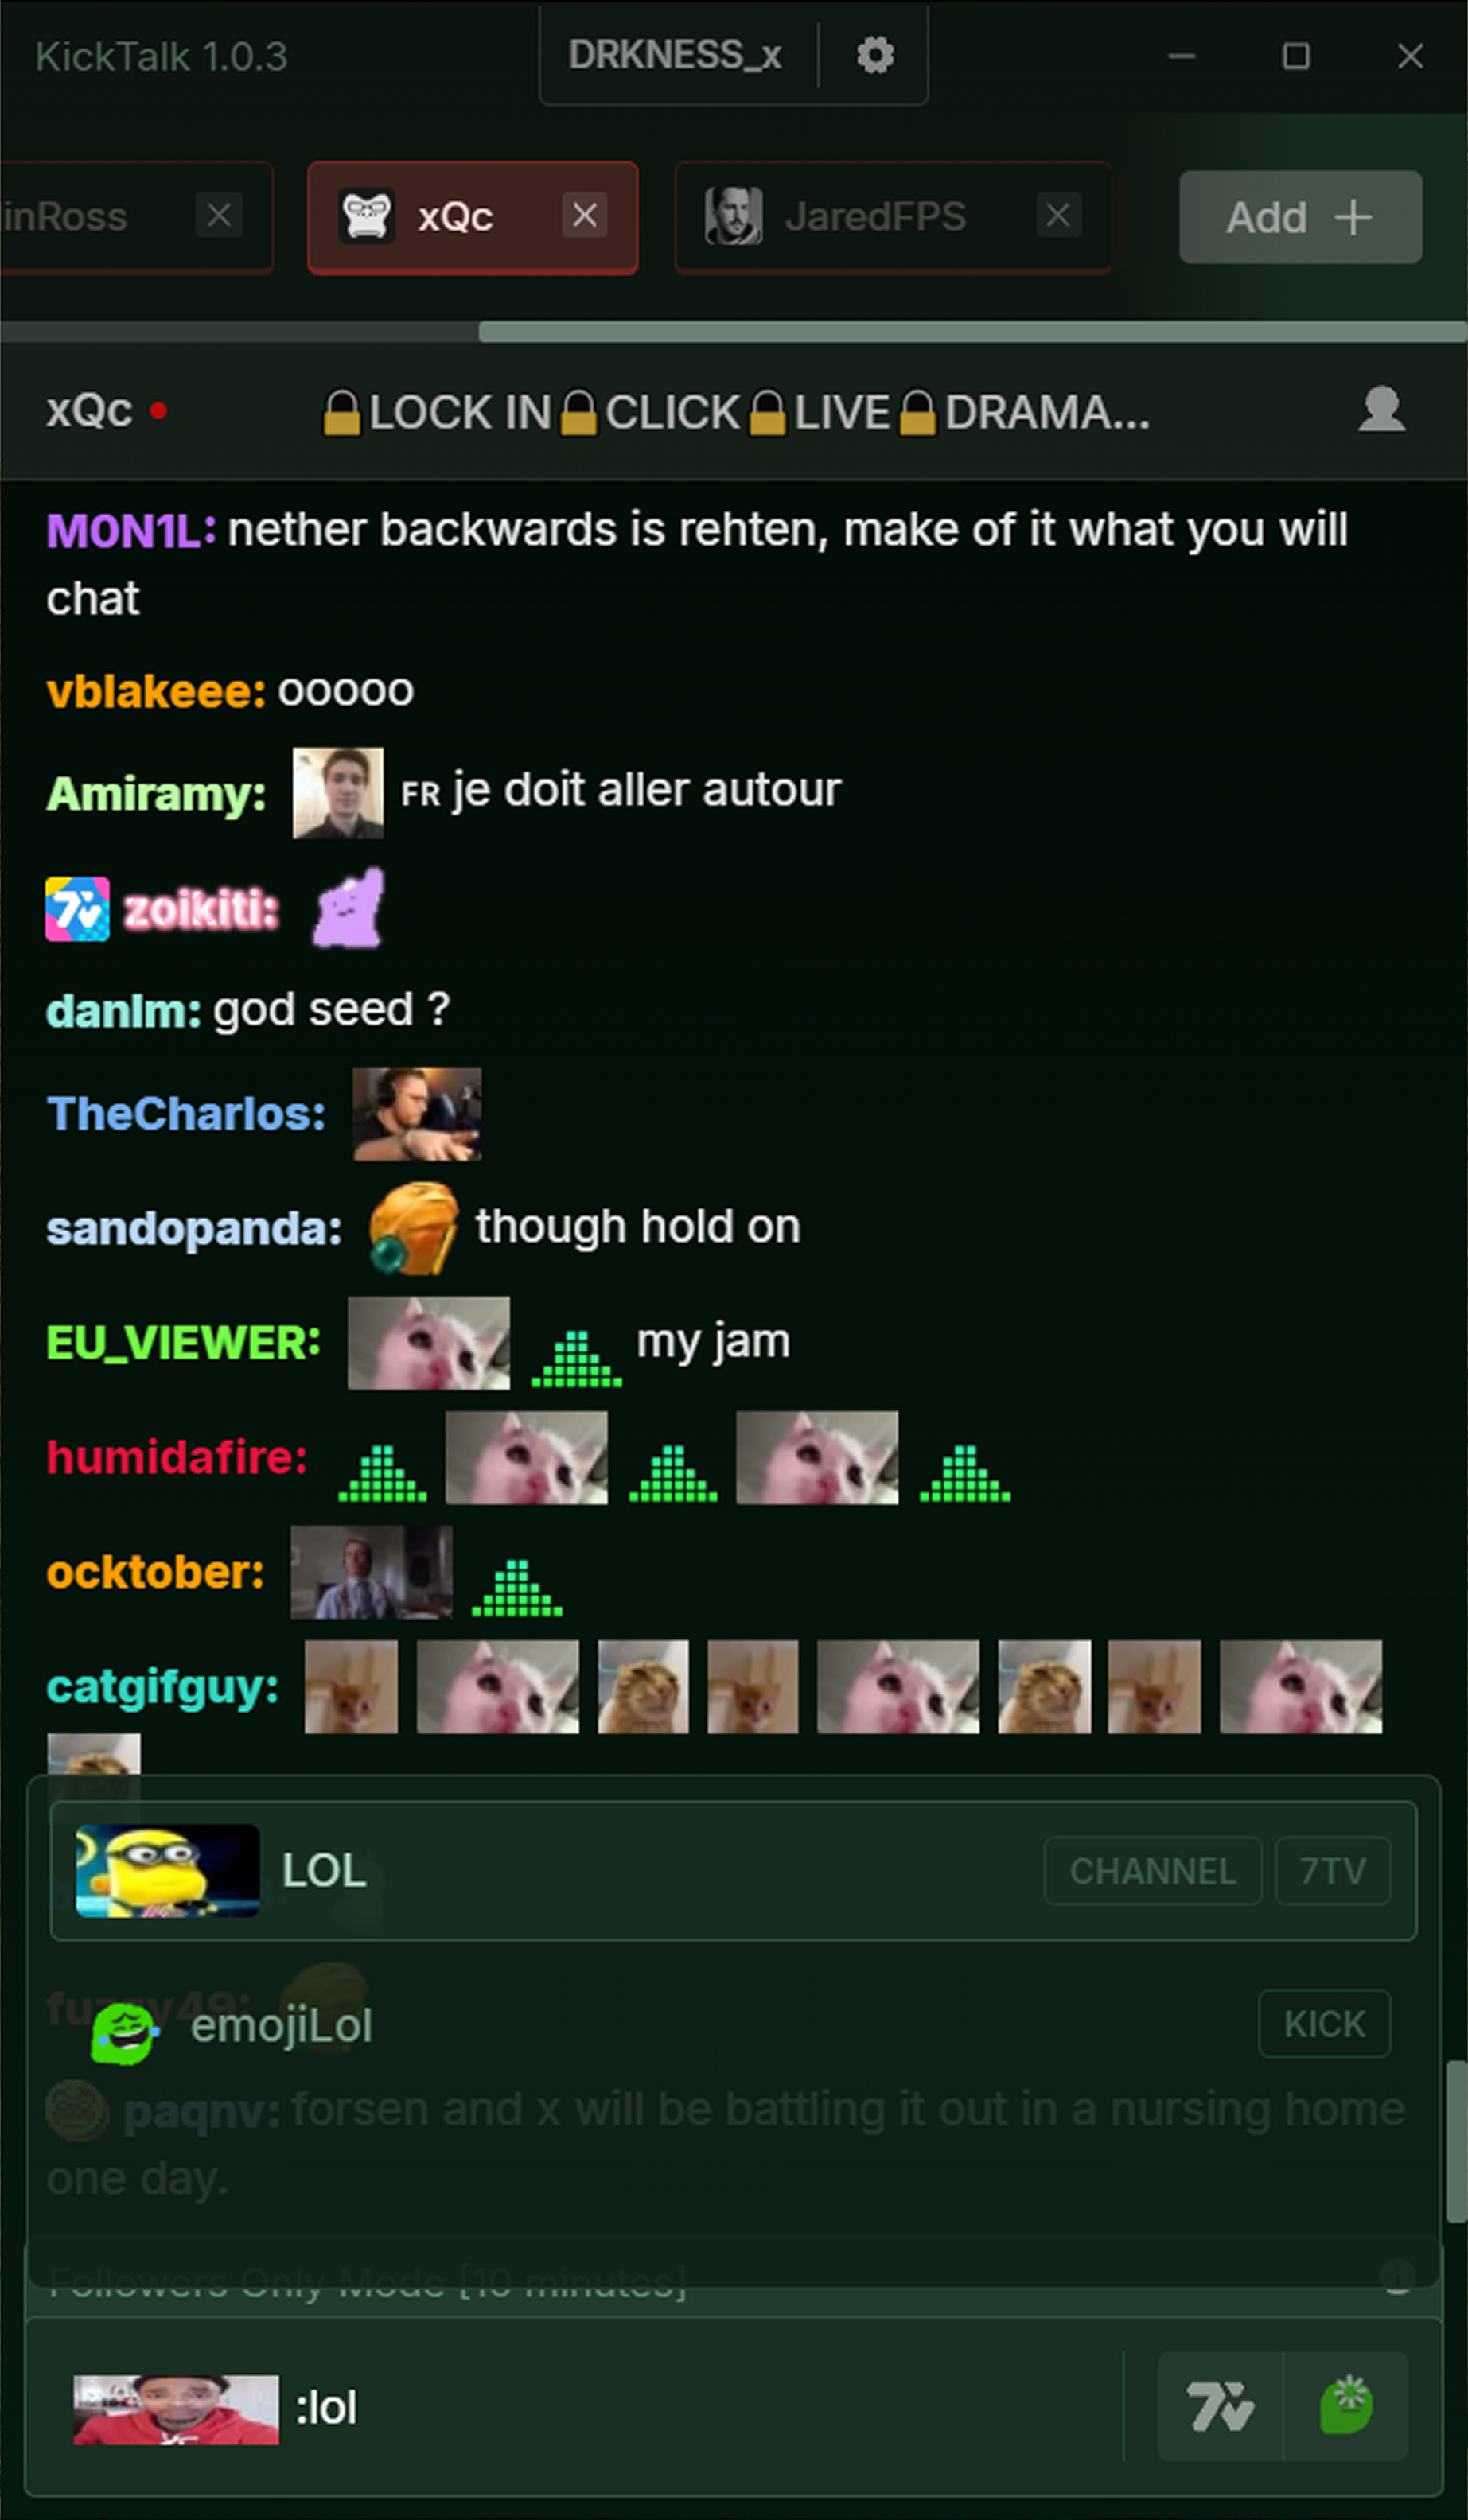 KickTalk 1.0.3
DRKNESS_x
inRoss
xQc
JaredFPS
Add
xQc
🔒LOCK IN🔒CLICK🔒LIVE🔒DRAMA...
M0N1L: nether backwards is rehten, make of it what you will
chat
vblakeee: ooooo
Amiramy: FR je doit aller autour
7V zoikiti:
danlm: god seed ?
TheCharlos:
sandopanda: though hold on
EU_VIEWER: my jam
humidafire:
ocktober:
catgifguy:
LOL CHANNEL 7TV
fuzzy49:
emojiLol KICK
paqnv: forsen and x will be battling it out in a nursing home
one day.
Followers Only Mode [10 minutes]
:lol
7V